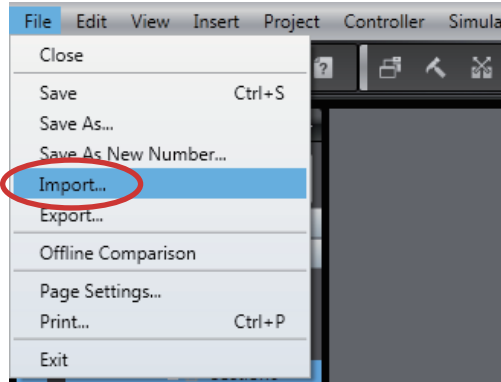 File Edit View Insert Project Controller Simula
Close
Save Ctrl+S
Save As...
Save As New Number...
Import...
Export...
Offline Comparison
Page Settings...
Print... Ctrl+P
Exit